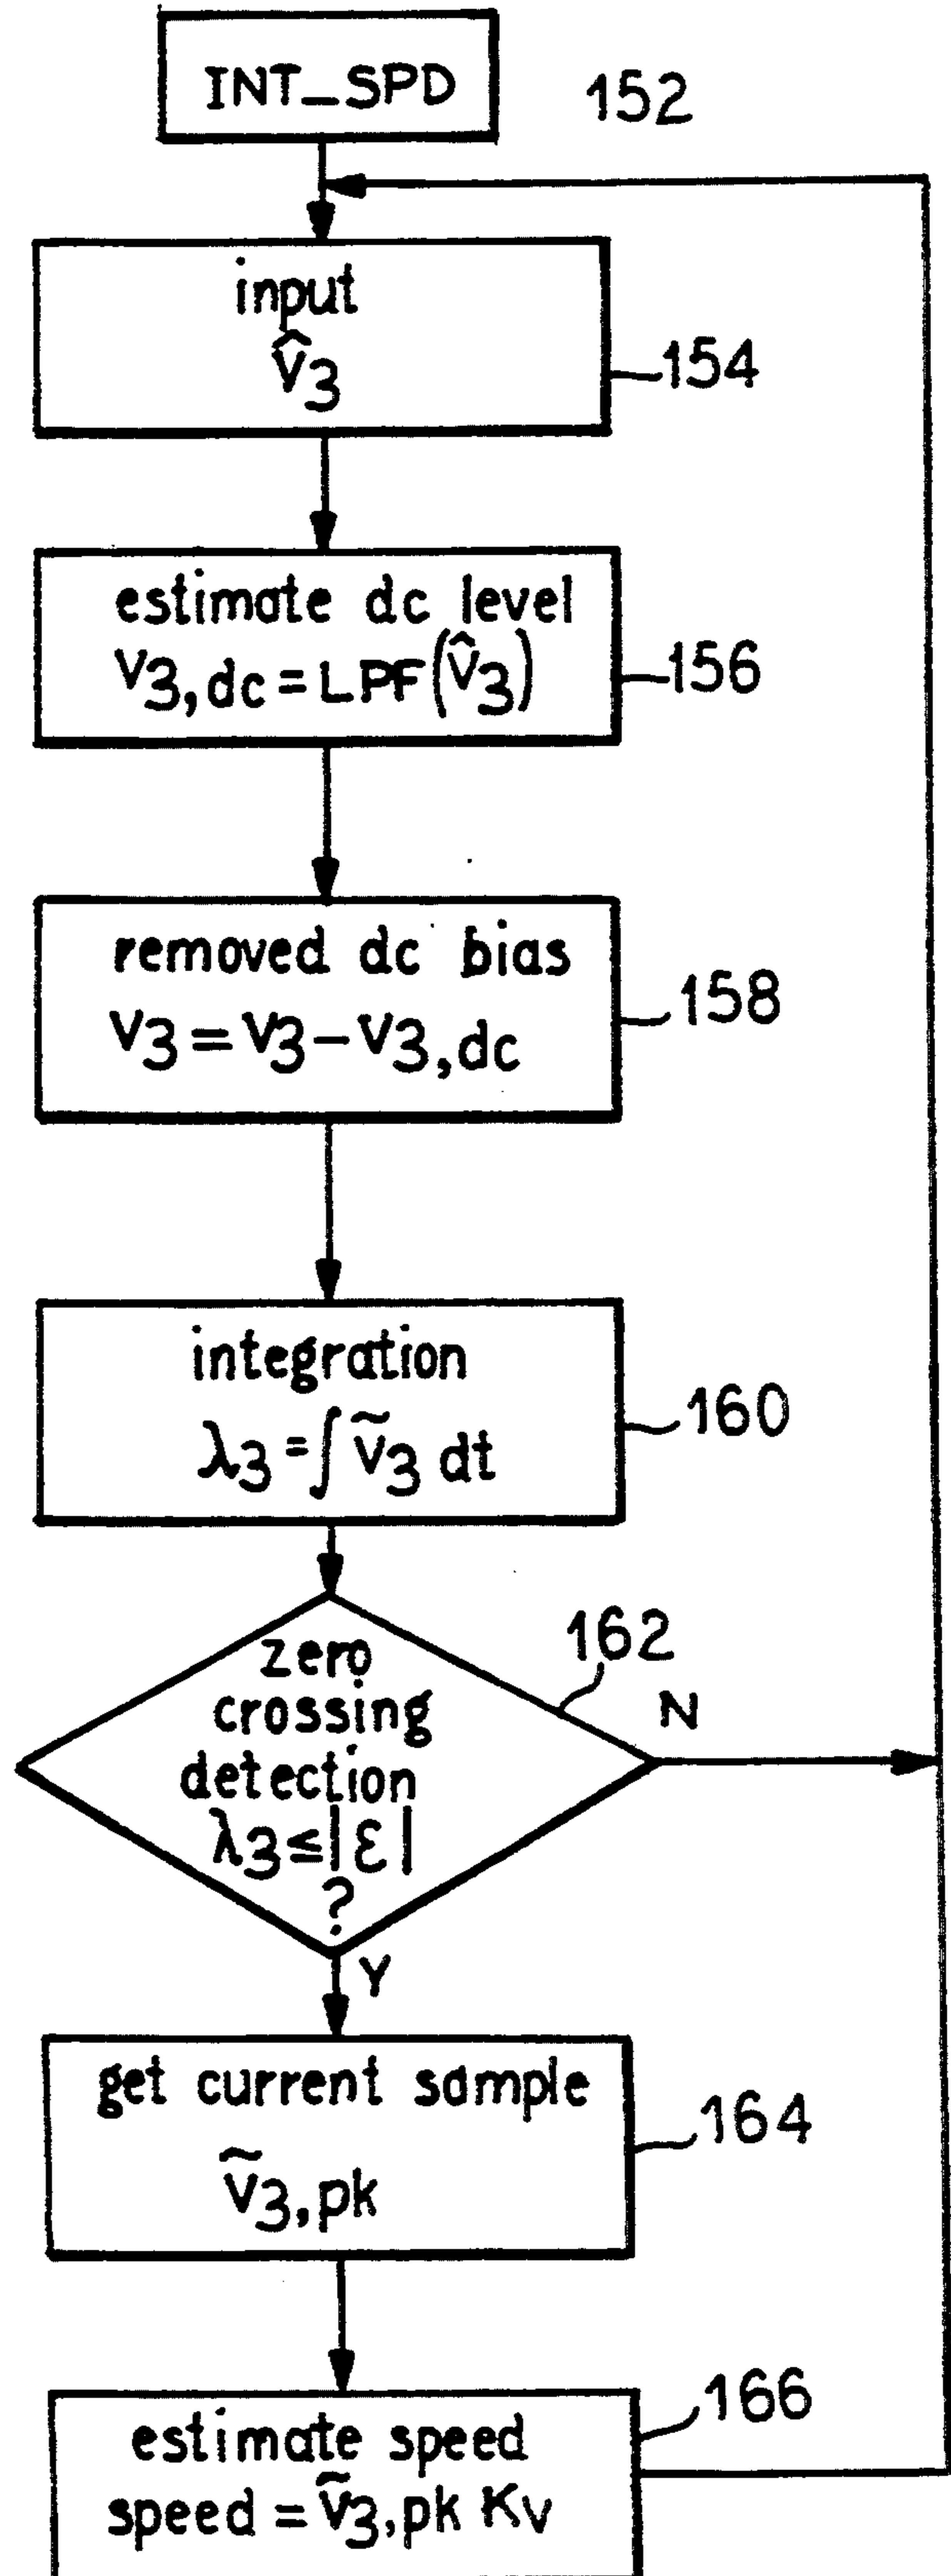 INT_SPD
152
input
v̂3
154
estimate dc level
v3,dc = LPF(v̂3)
156
removed dc bias
v3 = v3 – v3,dc
158
integration
λ3 = ∫ ṽ3 dt
160
zero
crossing
detection
λ3 ≤ |ε|
?
162
N
Y
get current sample
ṽ3,pk
164
estimate speed
speed = ṽ3,pk Kv
166